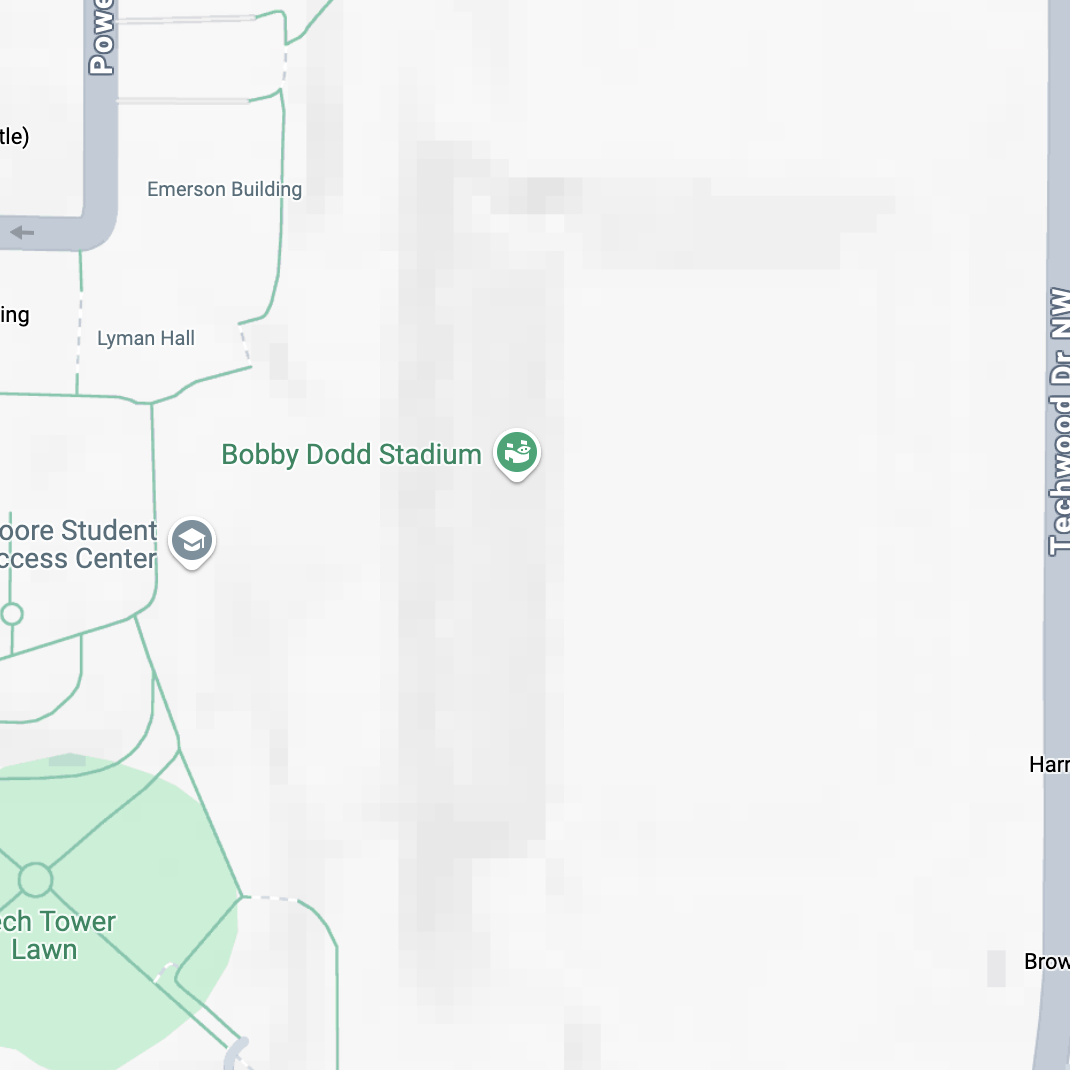 Powe
tle)
Emerson Building
ing
Lyman Hall
Techwood Dr NW
Bobby Dodd Stadium
oore Student
ccess Center
Harr
ech Tower
Lawn
Brow